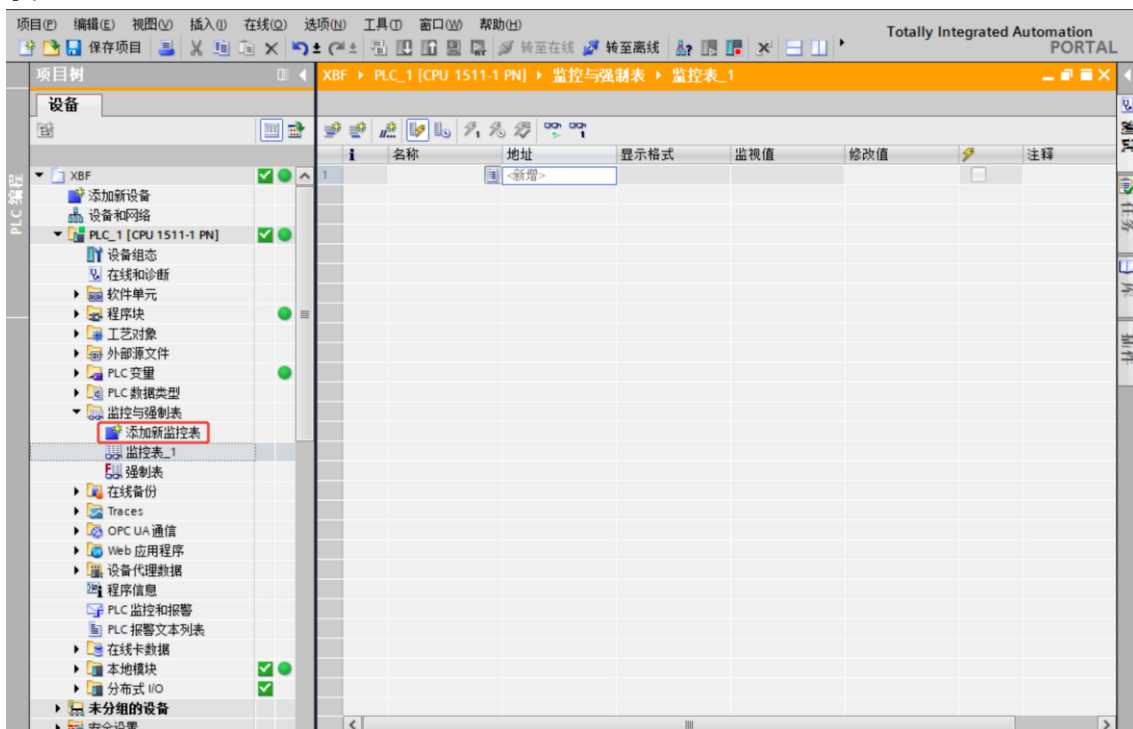 项目(P) 编辑(E) 视图(V) 插入(I) 在线(O) 选项(N) 工具(T) 窗口(W) 帮助(H)
Totally Integrated Automation
PORTAL
保存项目 转至在线 转至离线
项目树
XBF PLC_1 [CPU 1511-1 PN] 监控与强制表 监控表_1
设备
i 名称 地址 显示格式 监视值 修改值 注释
1 <新增>
XBF
添加新设备
设备和网络
PLC_1 [CPU 1511-1 PN]
设备组态
在线和诊断
软件单元
程序块
工艺对象
外部源文件
PLC 变量
PLC 数据类型
监控与强制表
添加新监控表
监控表_1
强制表
在线备份
Traces
OPC UA 通信
Web 应用程序
设备代理数据
程序信息
PLC 监控和报警
PLC 报警文本列表
在线卡数据
本地模块
分布式 I/O
未分组的设备
安全设置
PLC 编程
任务
库